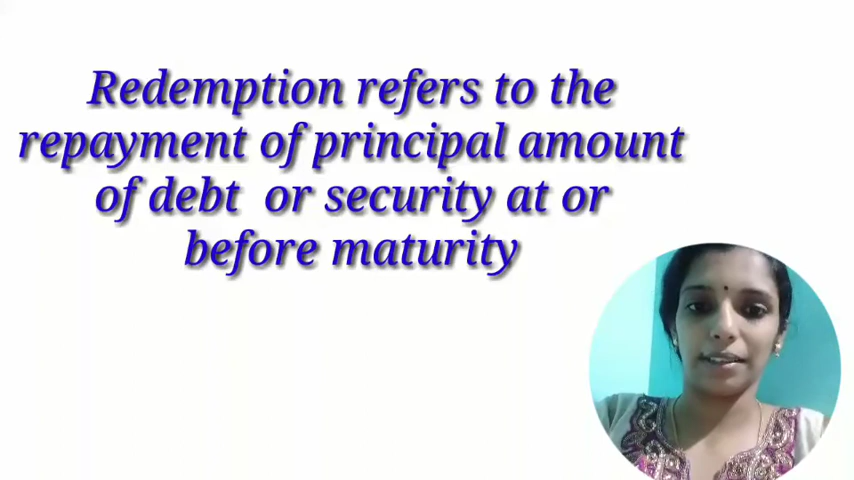 Redemption refers to the
repayment of principal amount
of debt or security at or
before maturity